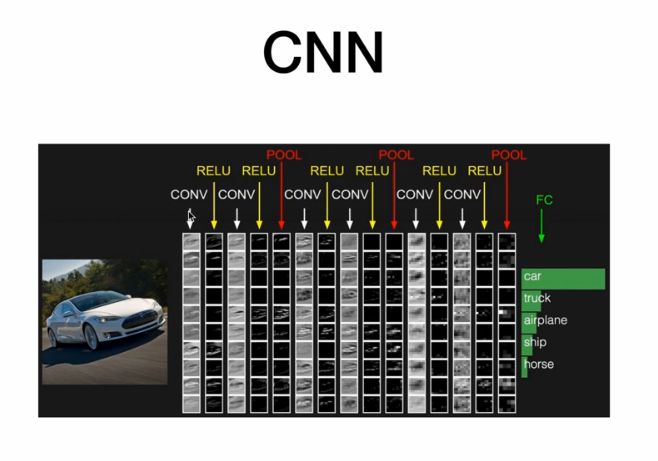 CNN
POOL POOL POOL
RELU RELU RELU RELU RELU RELU
CONV CONV CONV CONV CONV CONV
FC
car
truck
airplane
ship
horse